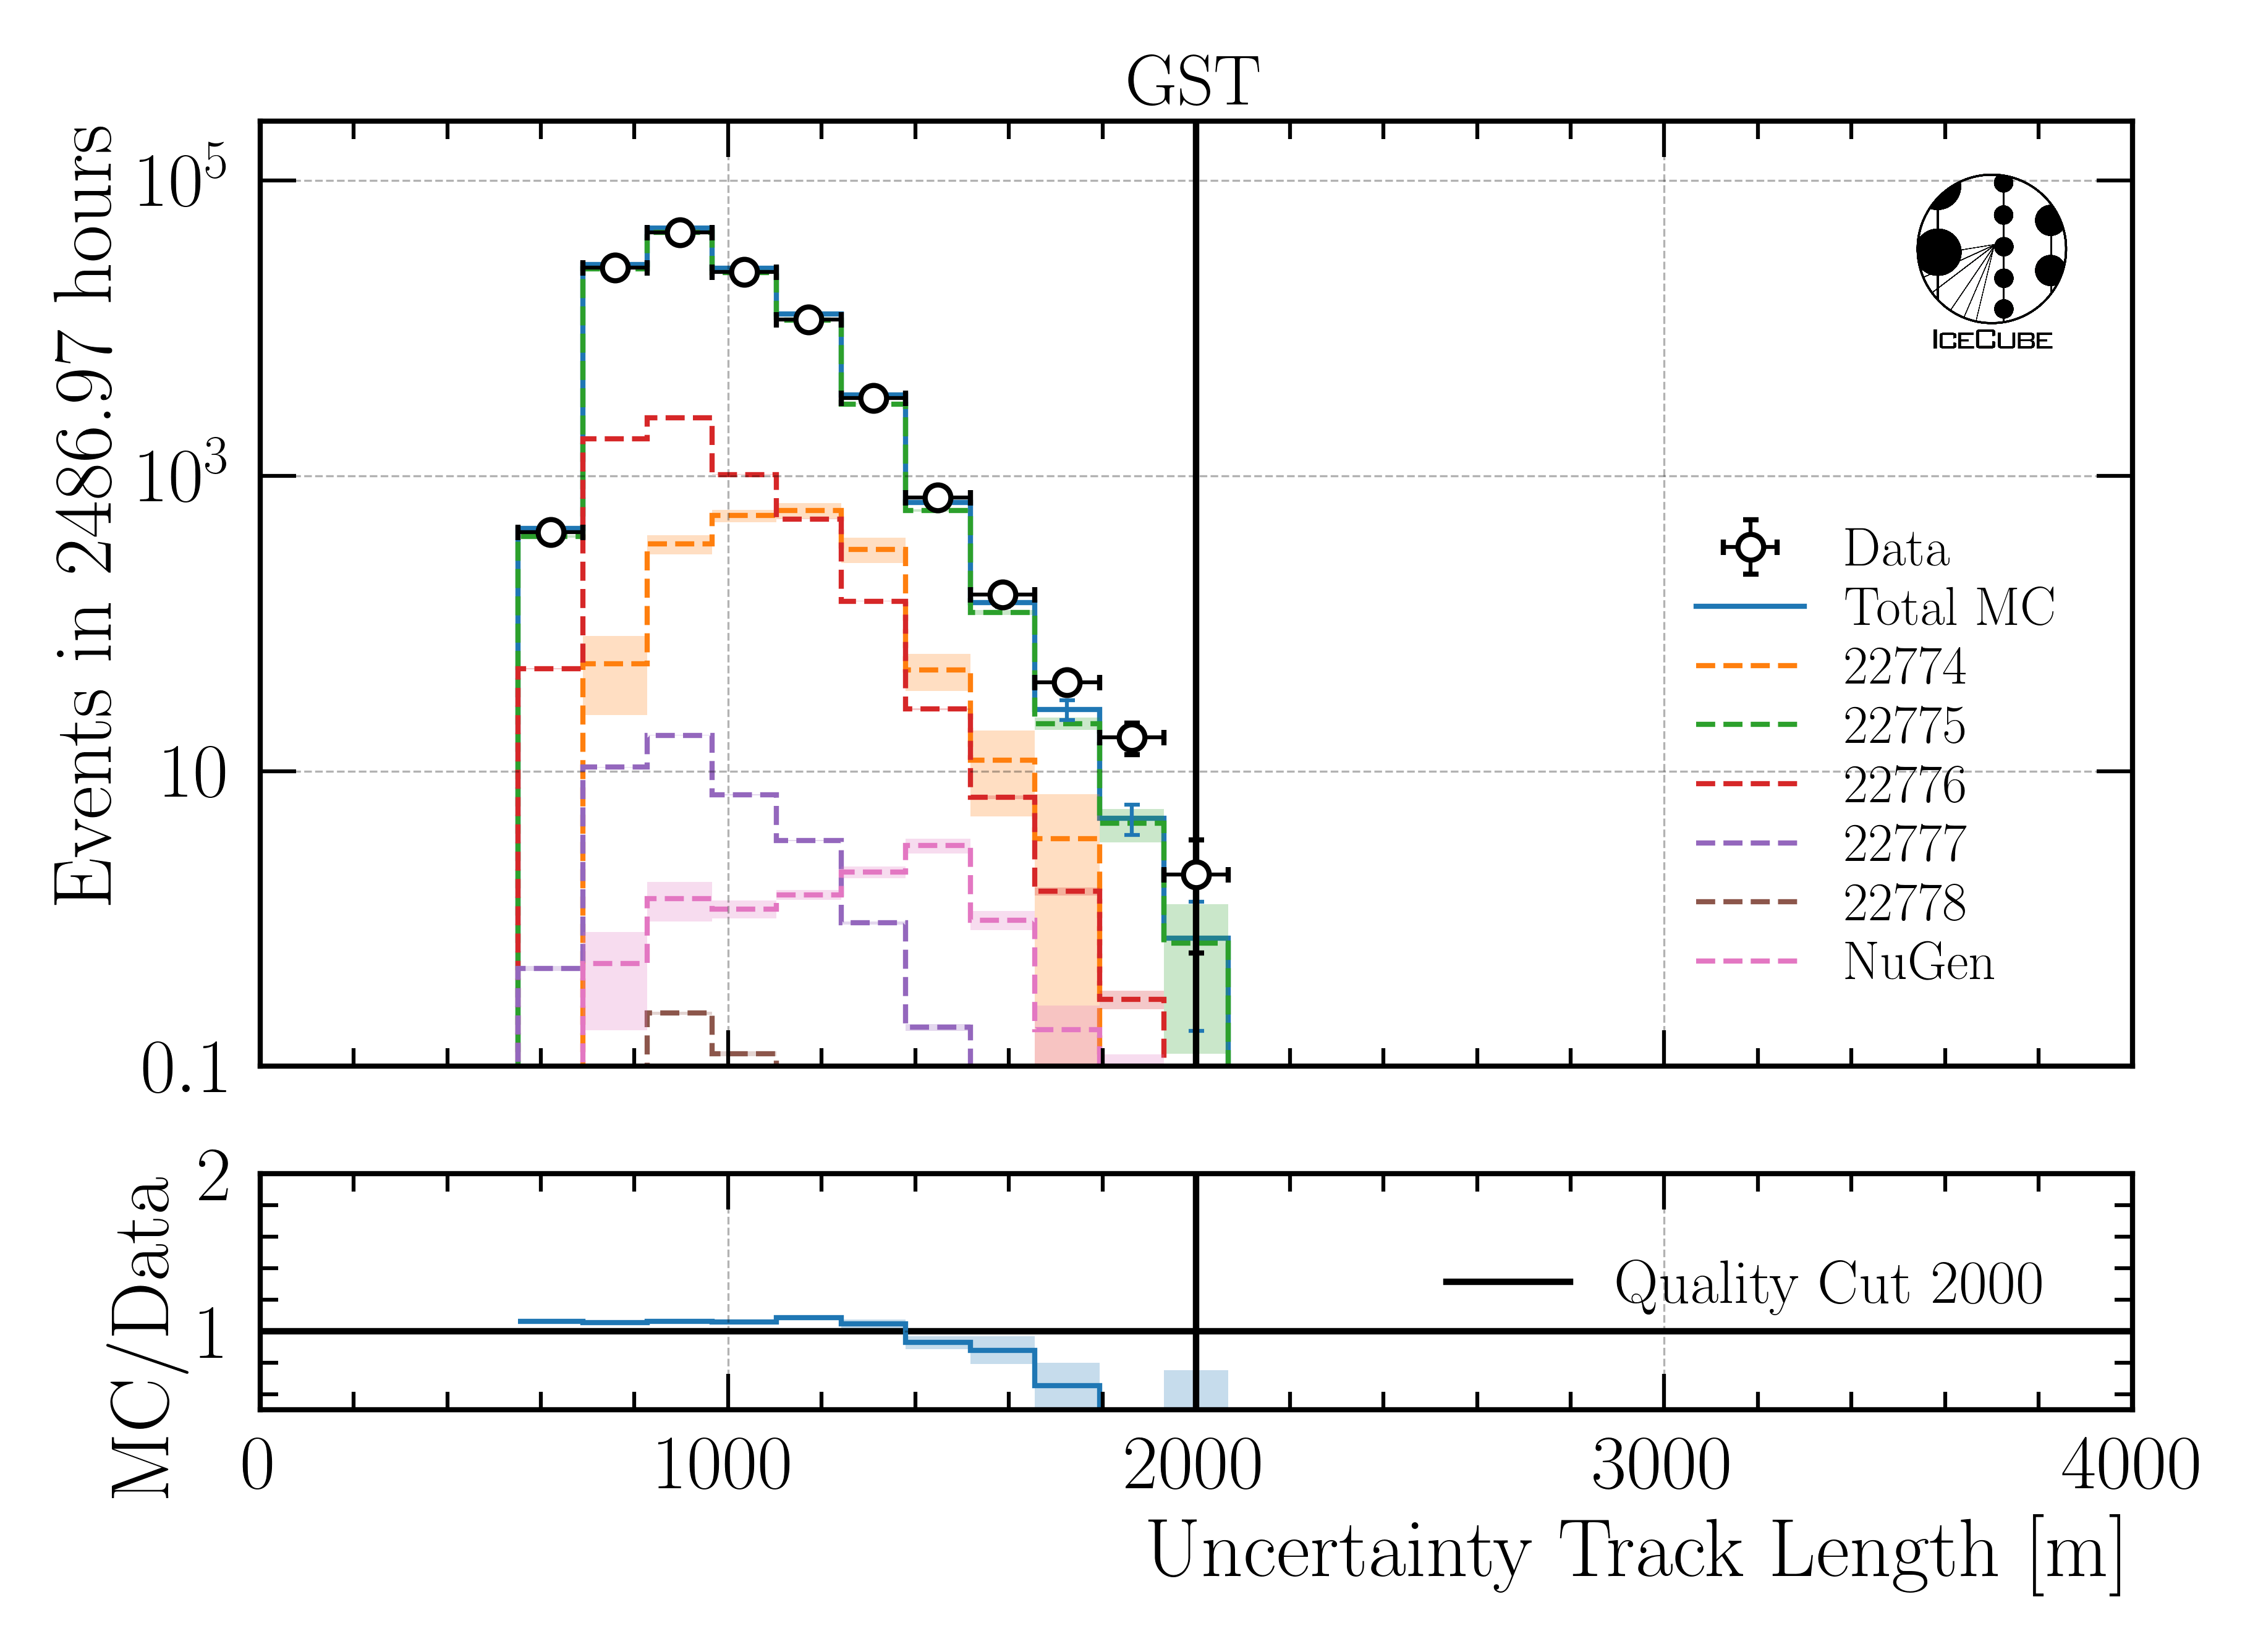 GST
Events in 2486.97 hours
10^5
10^3
10
0.1
ICECUBE
Data
Total MC
22774
22775
22776
22777
22778
NuGen
MC/Data
2
1
Quality Cut 2000
0 1000 2000 3000 4000
Uncertainty Track Length [m]